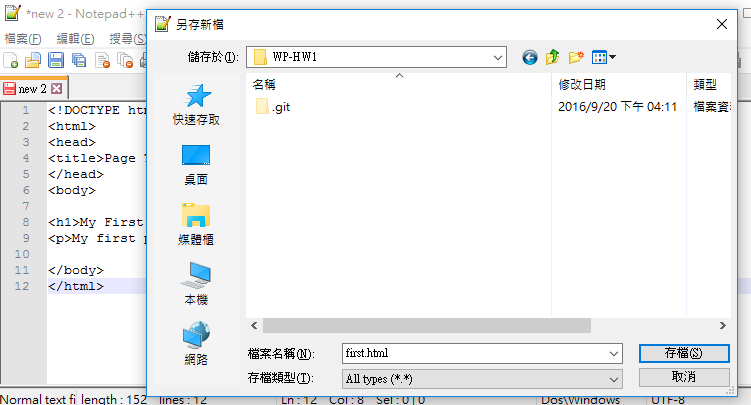 *new 2 - Notepad++
檔案(F) 編輯(E) 搜尋(S)
new 2
1 <!DOCTYPE htm
2 <html>
3 <head>
4 <title>Page
5 </head>
6 <body>
7
8 <h1>My First
9 <p>My first p
10
11 </body>
12 </html>
另存新檔
儲存於(I): WP-HW1
名稱 修改日期 類型
.git 2016/9/20 下午 04:11 檔案資
快速存取
桌面
媒體櫃
本機
網路
檔案名稱(N): first.html 存檔(S)
存檔類型(T): All types (*.*) 取消
Normal text fi length : 152 lines : 12 Ln : 12 Col : 8 Sel : 0 | 0 Dos\Windows UTF-8